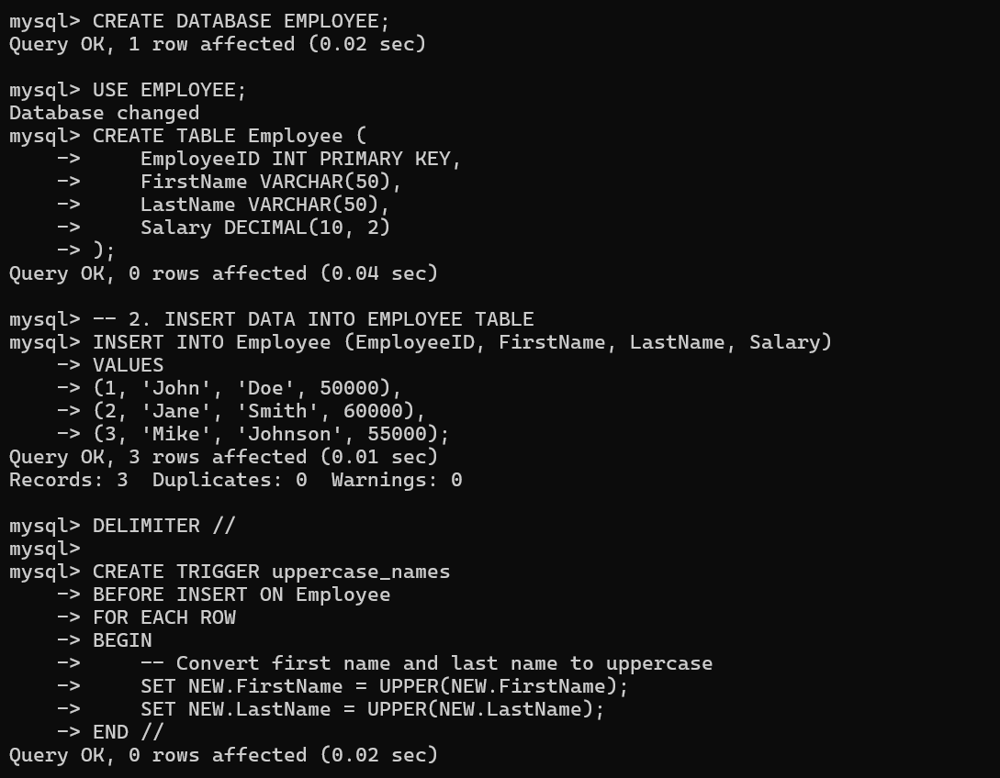 mysql> CREATE DATABASE EMPLOYEE;
Query OK, 1 row affected (0.02 sec)

mysql> USE EMPLOYEE;
Database changed
mysql> CREATE TABLE Employee (
    ->     EmployeeID INT PRIMARY KEY,
    ->     FirstName VARCHAR(50),
    ->     LastName VARCHAR(50),
    ->     Salary DECIMAL(10, 2)
    -> );
Query OK, 0 rows affected (0.04 sec)

mysql> -- 2. INSERT DATA INTO EMPLOYEE TABLE
mysql> INSERT INTO Employee (EmployeeID, FirstName, LastName, Salary)
    -> VALUES
    -> (1, 'John', 'Doe', 50000),
    -> (2, 'Jane', 'Smith', 60000),
    -> (3, 'Mike', 'Johnson', 55000);
Query OK, 3 rows affected (0.01 sec)
Records: 3  Duplicates: 0  Warnings: 0

mysql> DELIMITER //
mysql>
mysql> CREATE TRIGGER uppercase_names
    -> BEFORE INSERT ON Employee
    -> FOR EACH ROW
    -> BEGIN
    ->     -- Convert first name and last name to uppercase
    ->     SET NEW.FirstName = UPPER(NEW.FirstName);
    ->     SET NEW.LastName = UPPER(NEW.LastName);
    -> END //
Query OK, 0 rows affected (0.02 sec)